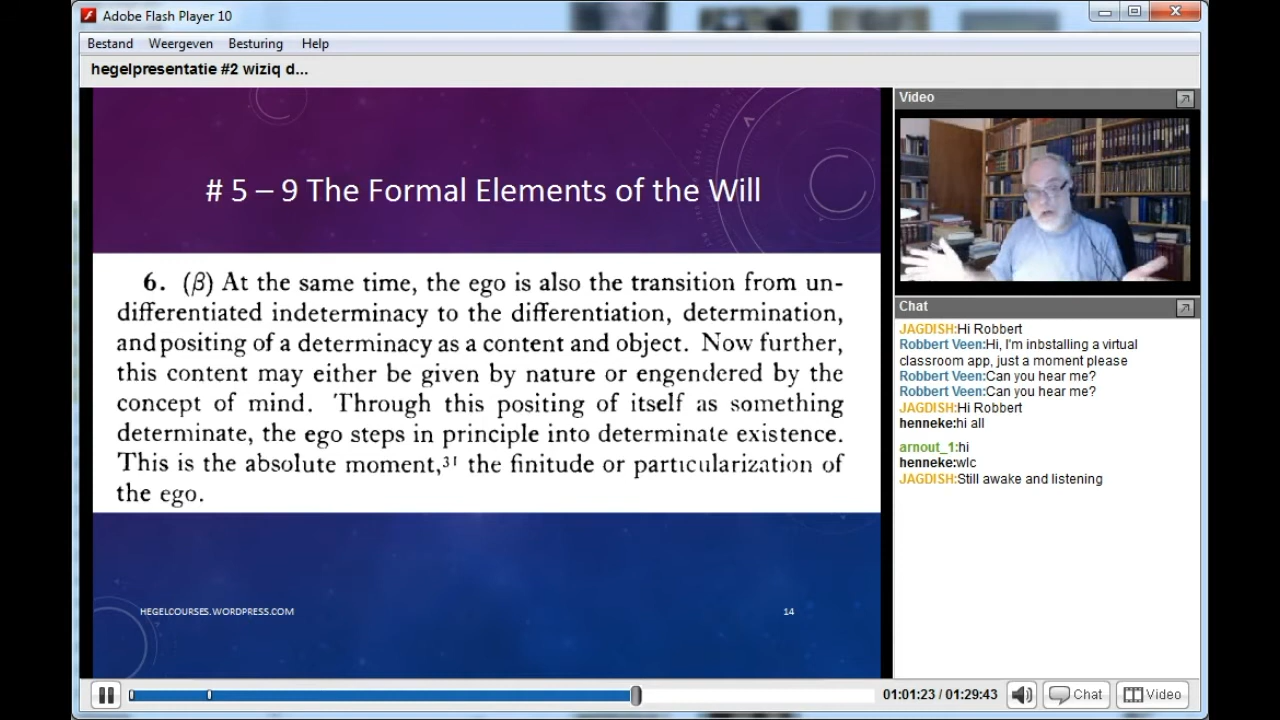 Adobe Flash Player 10
Bestand Weergeven Besturing Help
hegelpresentatie #2 wiziq d...
# 5 – 9 The Formal Elements of the Will
6. (β) At the same time, the ego is also the transition from un-
differentiated indeterminacy to the differentiation, determination,
and positing of a determinacy as a content and object. Now further,
this content may either be given by nature or engendered by the
concept of mind. Through this positing of itself as something
determinate, the ego steps in principle into determinate existence.
This is the absolute moment,³¹ the finitude or particularization of
the ego.
HEGELCOURSES.WORDPRESS.COM 14
Video
Chat
JAGDISH:Hi Robbert
Robbert Veen:Hi, I'm inbstalling a virtual
classroom app, just a moment please
Robbert Veen:Can you hear me?
Robbert Veen:Can you hear me?
JAGDISH:Hi Robbert
henneke:hi all
arnout_1:hi
henneke:wlc
JAGDISH:Still awake and listening
01:01:23 / 01:29:43 Chat Video